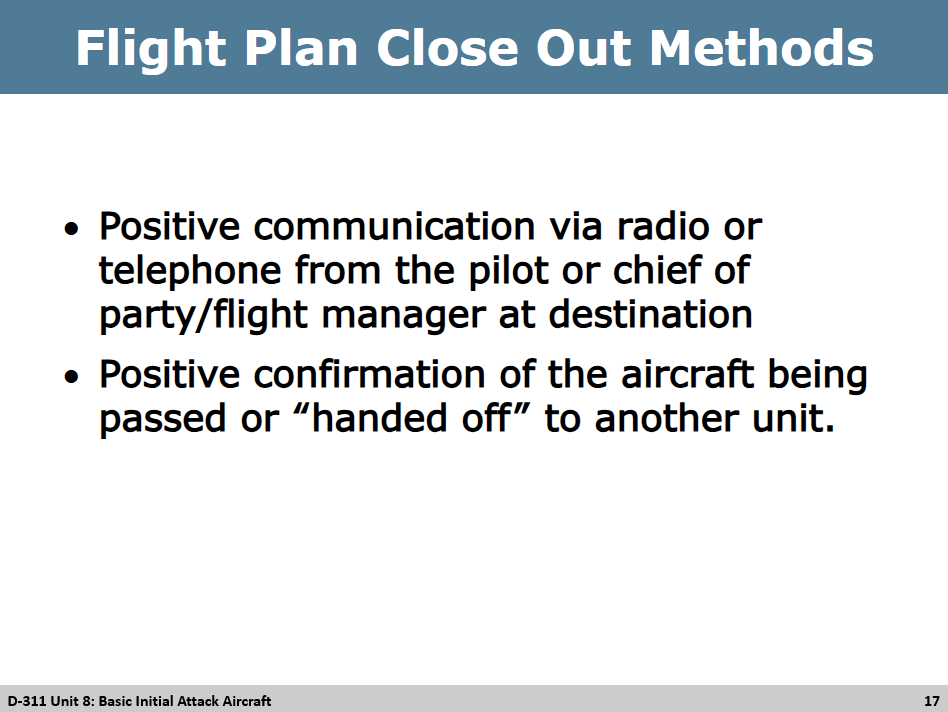 Flight Plan Close Out Methods
• Positive communication via radio or
telephone from the pilot or chief of
party/flight manager at destination
• Positive confirmation of the aircraft being
passed or “handed off” to another unit.
D-311 Unit 8: Basic Initial Attack Aircraft
17